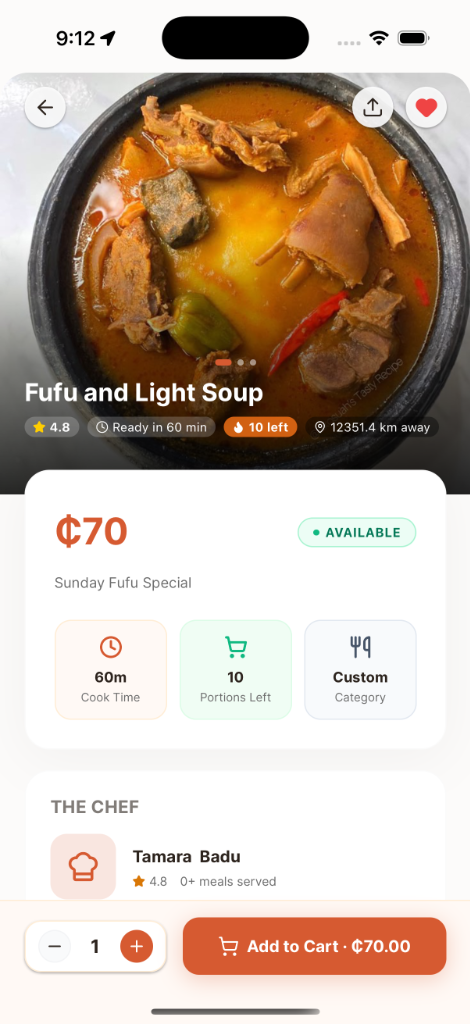 9:12
Fufu and Light Soup
4.8
Ready in 60 min
10 left
12351.4 km away
₵70
AVAILABLE
Sunday Fufu Special
60m
Cook Time
10
Portions Left
Custom
Category
THE CHEF
Tamara Badu
4.8 0+ meals served
1
Add to Cart · ₵70.00
Tasty Recipe